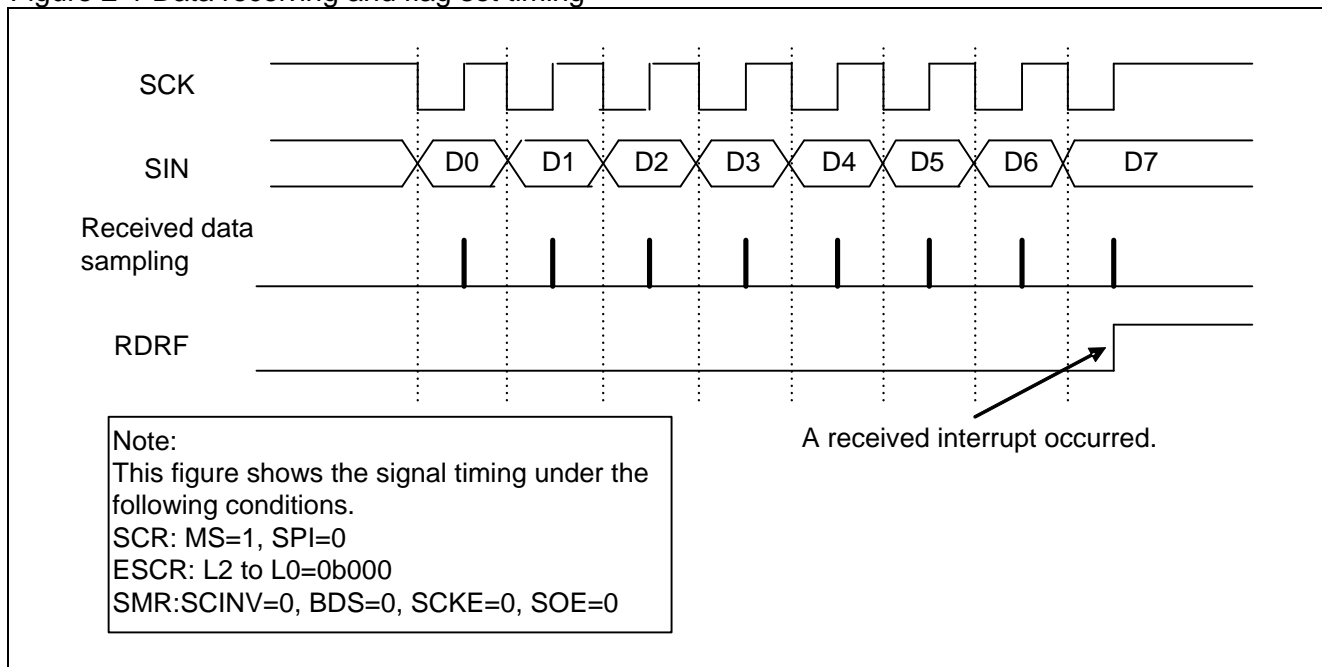 Figure 2-1 Data receiving and flag set timing
SCK
SIN
D0 D1 D2 D3 D4 D5 D6 D7
Received data
sampling
RDRF
A received interrupt occurred.
Note:
This figure shows the signal timing under the
following conditions.
SCR: MS=1, SPI=0
ESCR: L2 to L0=0b000
SMR:SCINV=0, BDS=0, SCKE=0, SOE=0